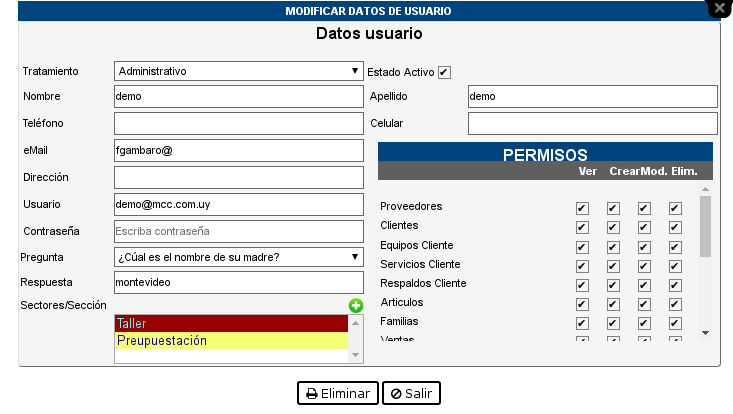 MODIFICAR DATOS DE USUARIO
Datos usuario
Tratamiento Administrativo Estado Activo
Nombre demo Apellido demo
Teléfono Celular
eMail fgambaro@
Dirección
Usuario demo@mcc.com.uy
Contraseña Escriba contraseña
Pregunta ¿Cúal es el nombre de su madre?
Respuesta montevideo
Sectores/Sección
Taller
Preupuestación
PERMISOS
Ver Crear Mod. Elim.
Proveedores
Clientes
Equipos Cliente
Servicios Cliente
Respaldos Cliente
Articulos
Familias
Ventas
Eliminar Salir